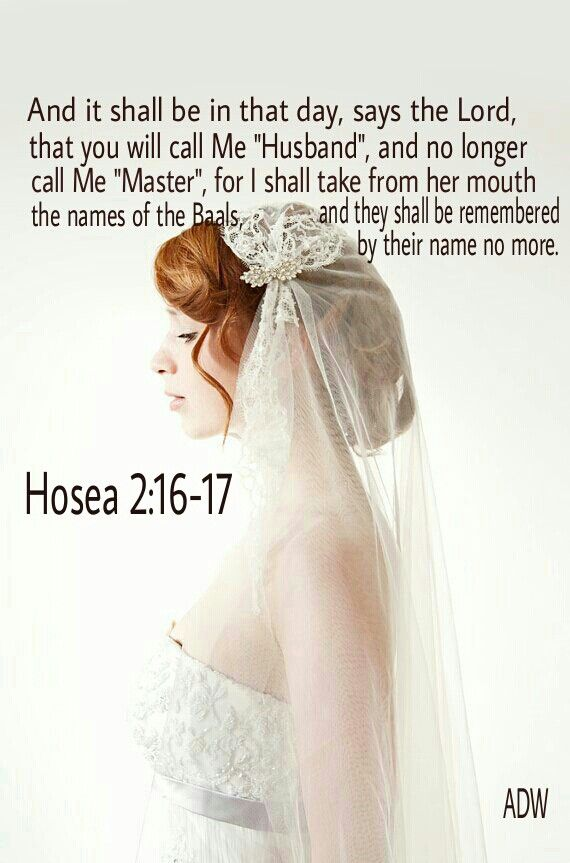 And it shall be in that day, says the Lord,
that you will call Me "Husband", and no longer
call Me "Master", for I shall take from her mouth
the names of the Baals, and they shall be remembered
by their name no more.
Hosea 2:16-17
ADW